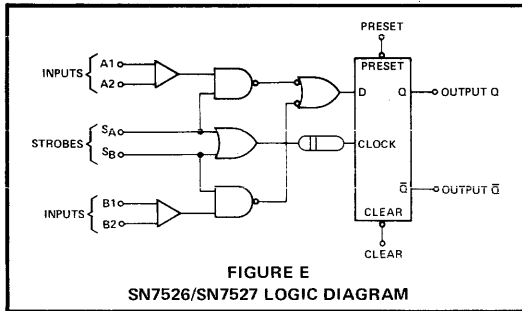 PRESET
INPUTS
A1
A2
PRESET
D
Q
OUTPUT Q
STROBES
SA
SB
CLOCK
Q̅
OUTPUT Q̅
INPUTS
B1
B2
CLEAR
CLEAR
FIGURE E
SN7526/SN7527 LOGIC DIAGRAM